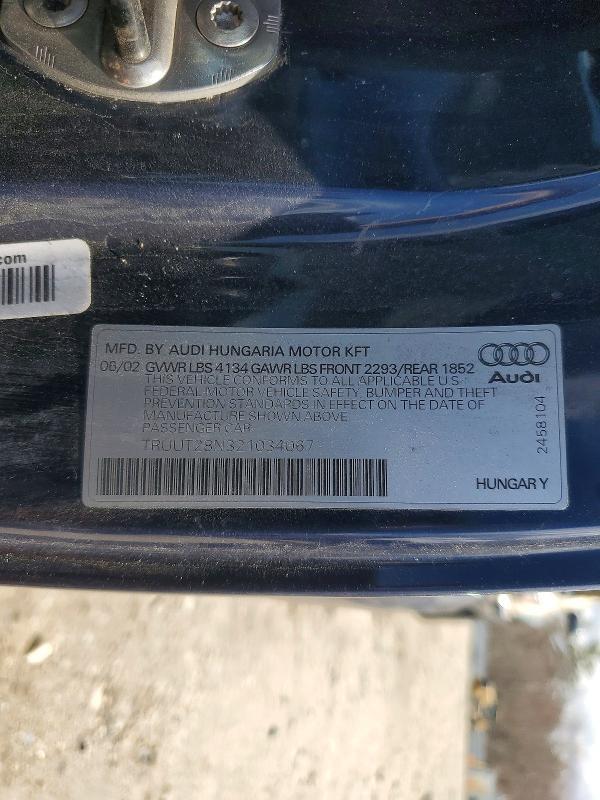 .com
MFD. BY AUDI HUNGARIA MOTOR KFT
06/02 GVWR LBS 4134 GAWR LBS FRONT 2293/REAR 1852
THIS VEHICLE CONFORMS TO ALL APPLICABLE U S
FEDERAL MOTOR VEHICLE SAFETY, BUMPER AND THEFT
PREVENTION STANDARDS IN EFFECT ON THE DATE
OF MANUFACTURE SHOWN ABOVE.
PASSENGER CAR
TRUUT28N321034067
Audi
2458104
HUNGARY